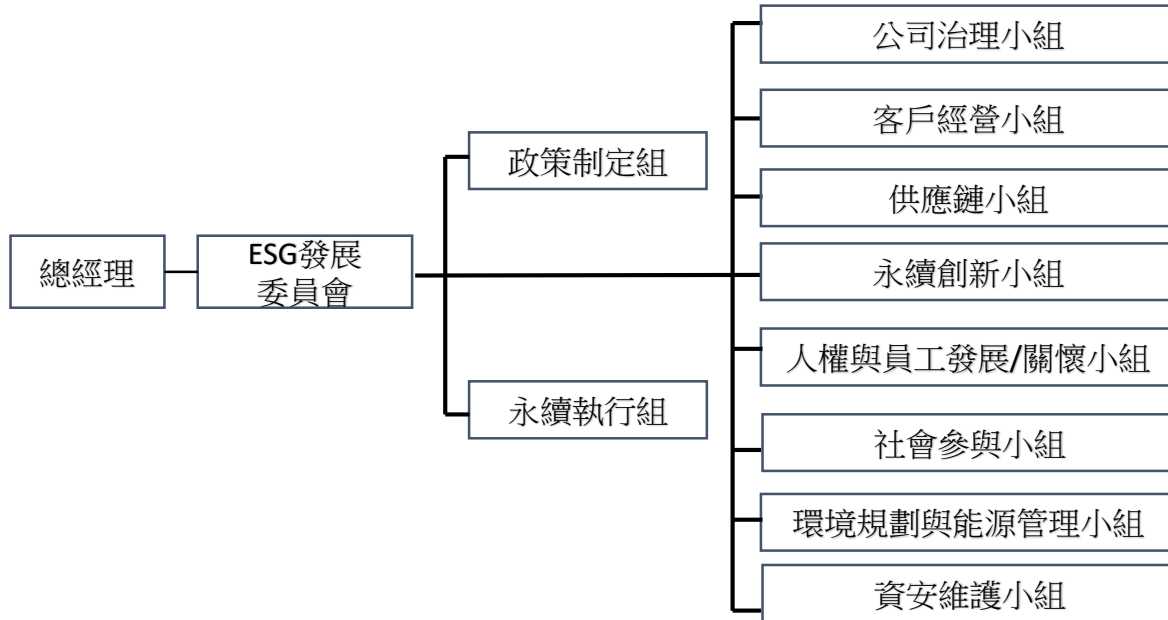 總經理
ESG發展
委員會
政策制定組
永續執行組
公司治理小組
客戶經營小組
供應鏈小組
永續創新小組
人權與員工發展/關懷小組
社會參與小組
環境規劃與能源管理小組
資安維護小組